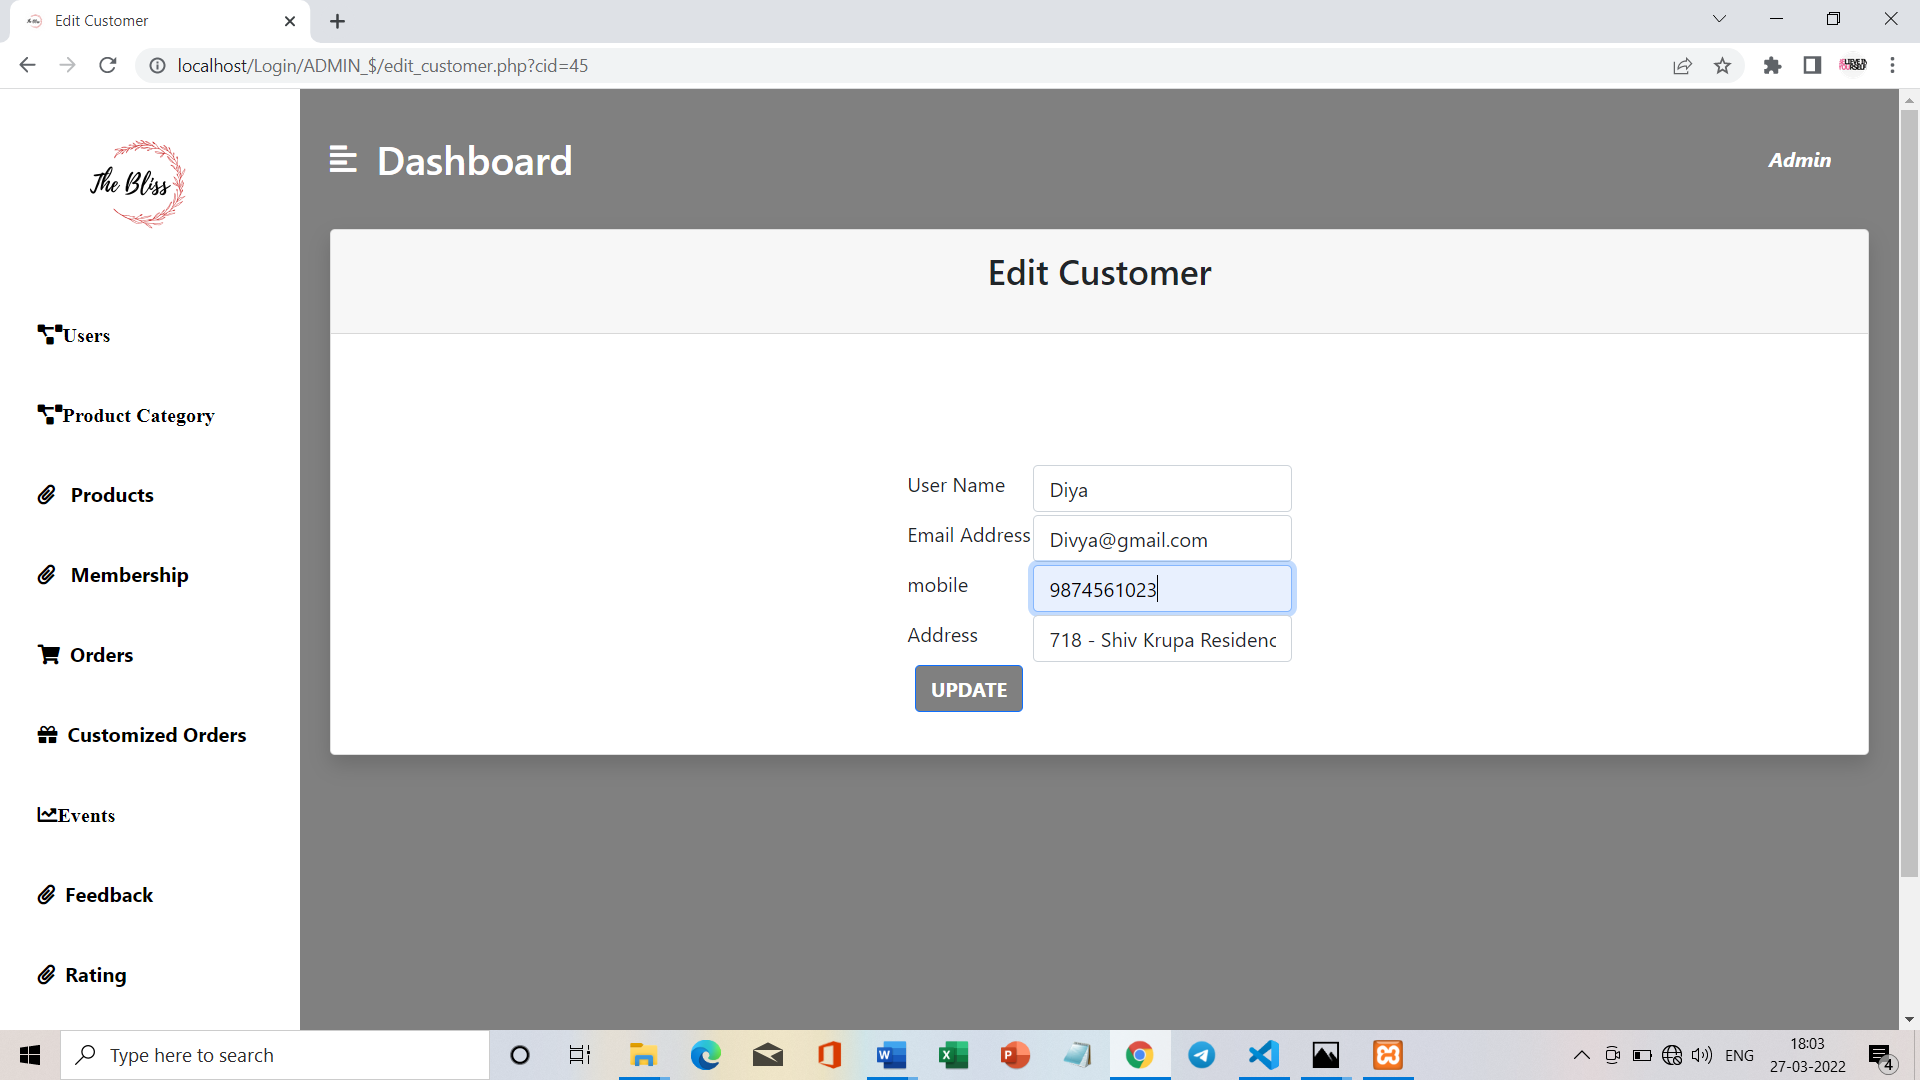 Edit Customer
localhost/Login/ADMIN_$/edit_customer.php?cid=45
The Bliss
Dashboard
Admin
Edit Customer
Users
Product Category
Products
Membership
Orders
Customized Orders
Events
Feedback
Rating
User Name
Diya
Email Address
Divya@gmail.com
mobile
9874561023
Address
718 - Shiv Krupa Residenc
UPDATE
Type here to search
ENG
18:03
27-03-2022
4